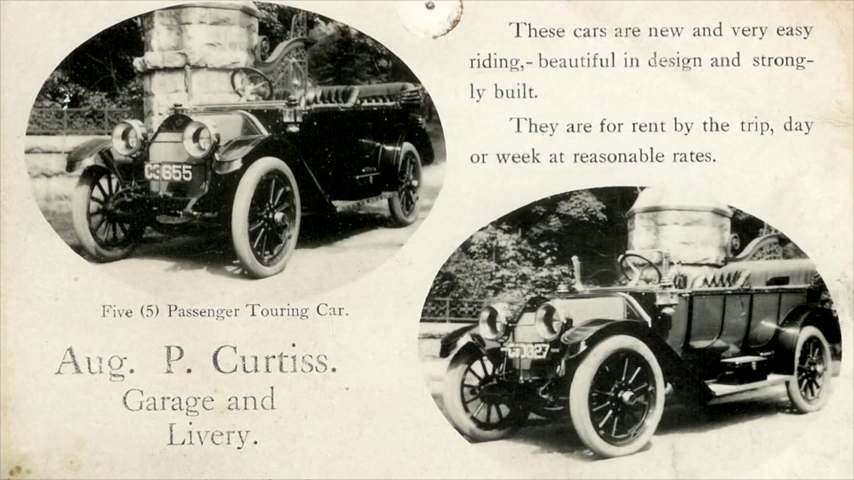 These cars are new and very easy
riding,- beautiful in design and strong-
ly built.
They are for rent by the trip, day
or week at reasonable rates.
Five (5) Passenger Touring Car.
Aug. P. Curtiss.
Garage and
Livery.